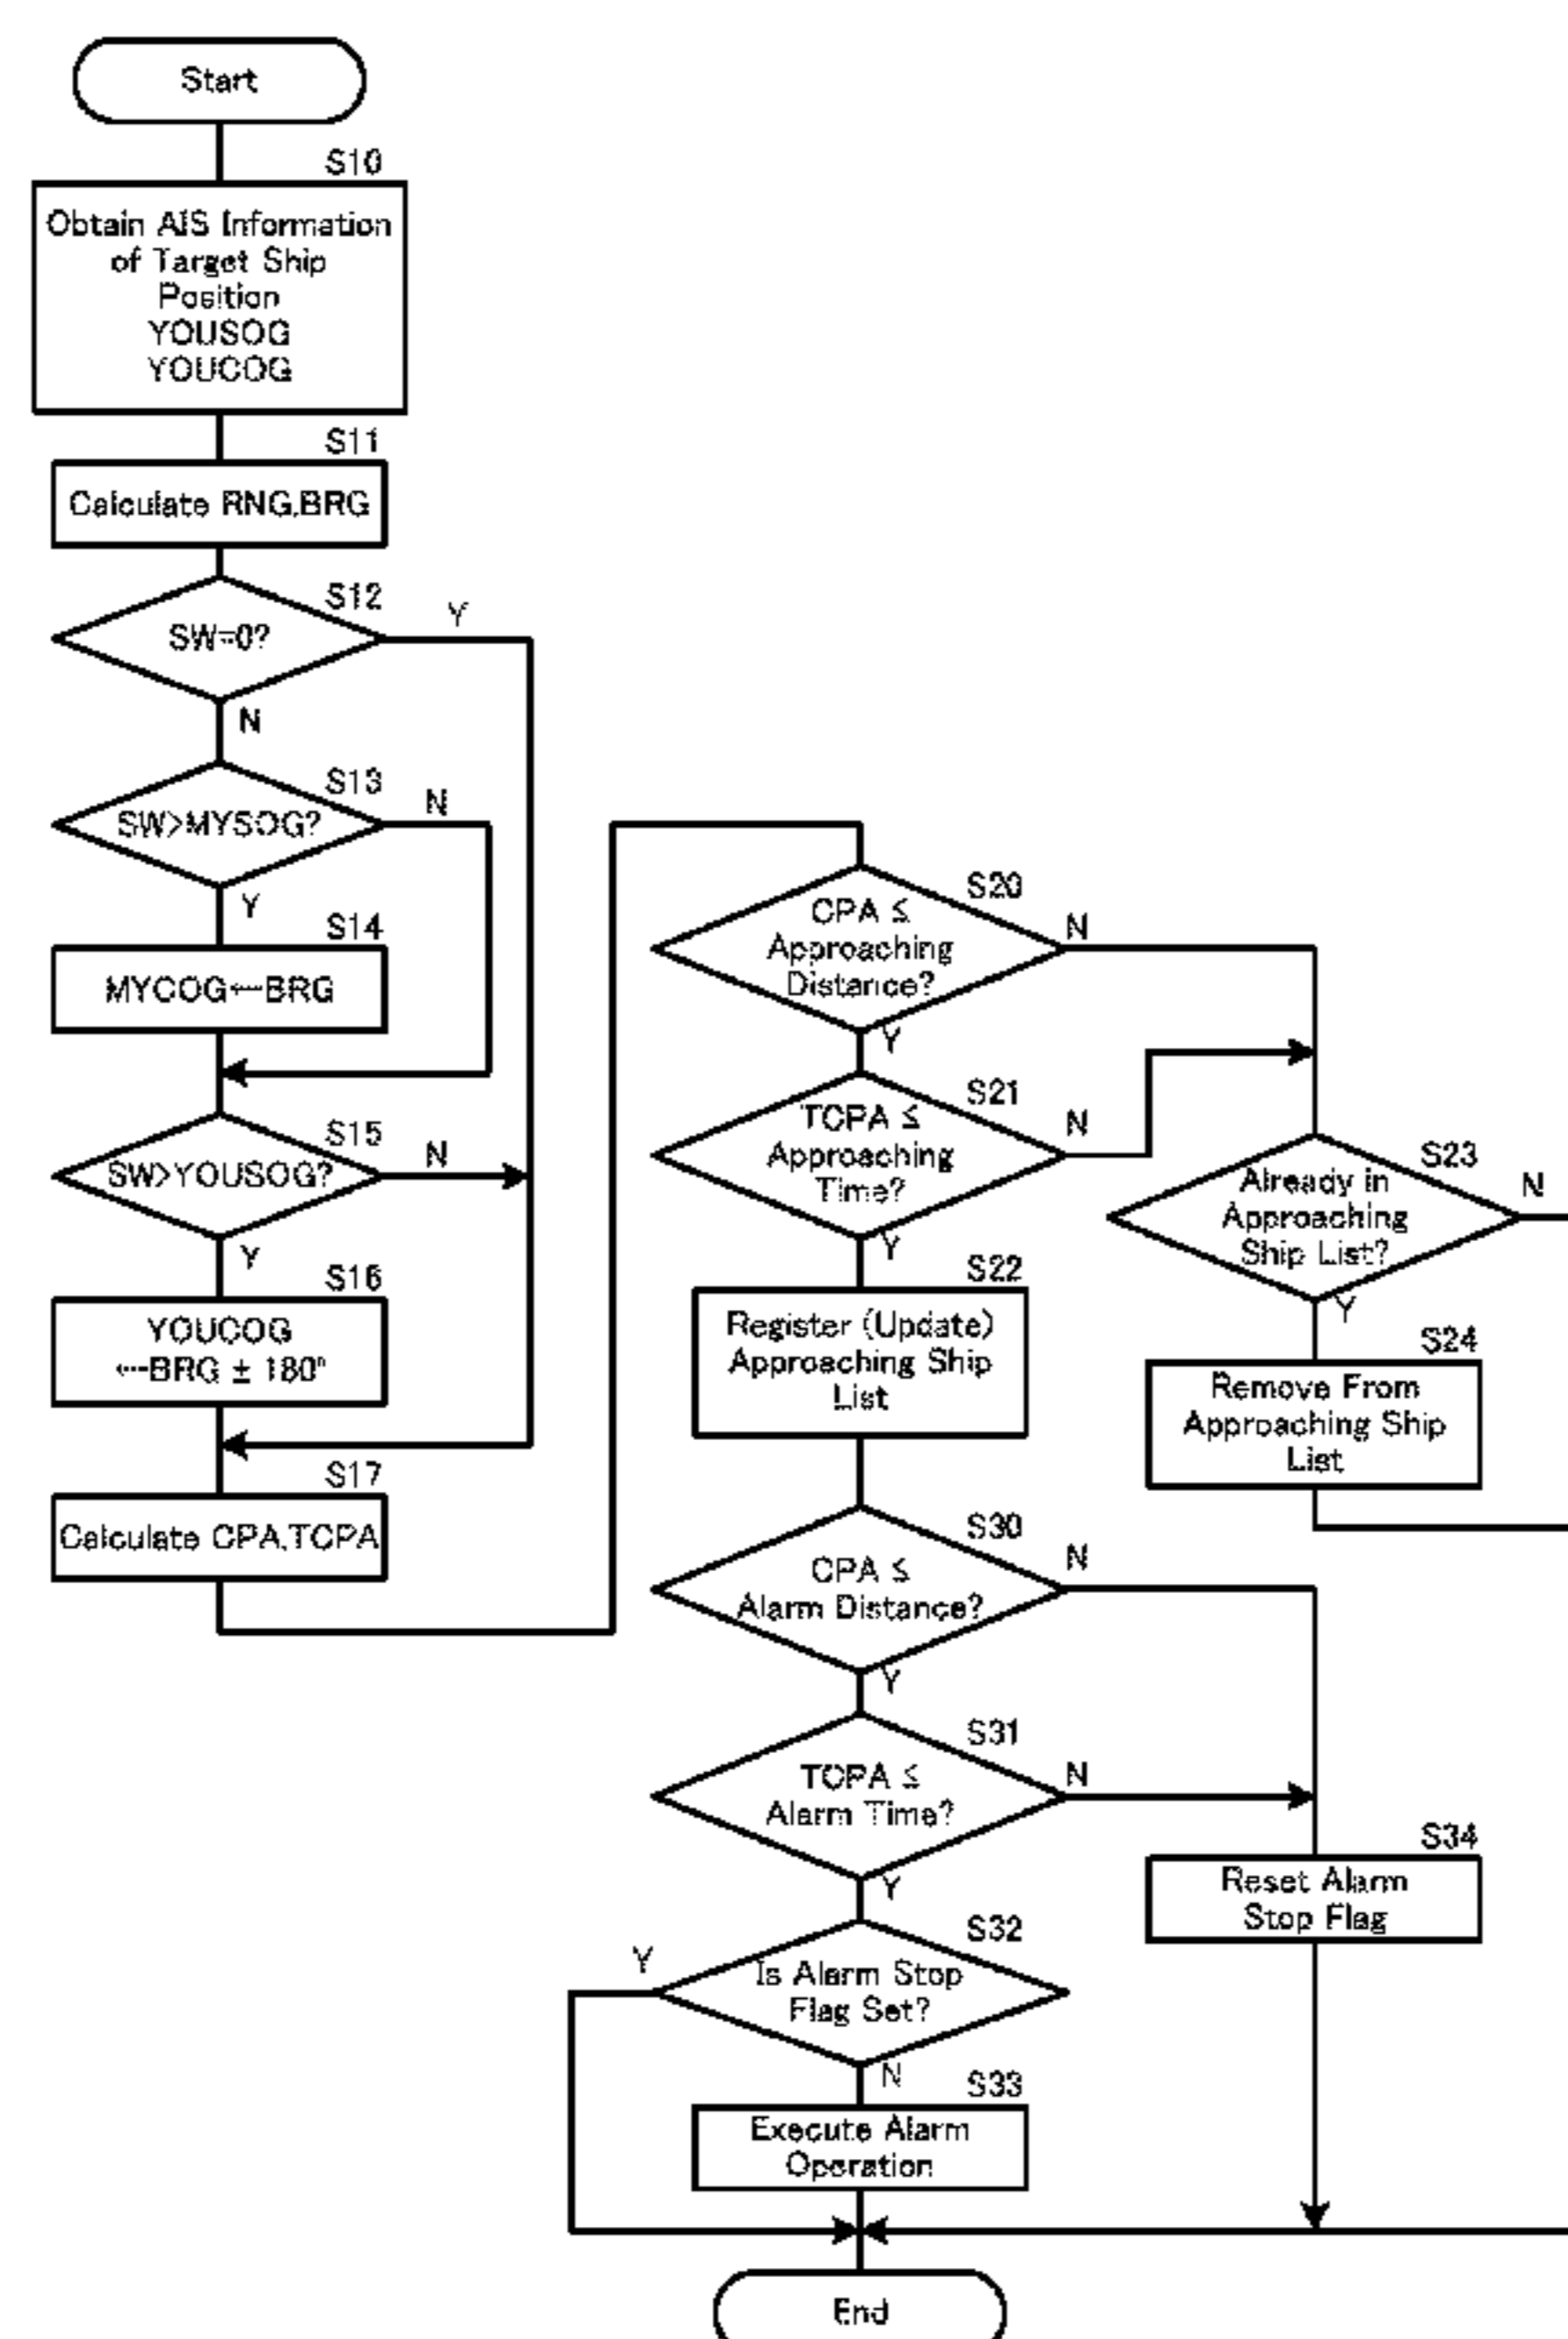 Start
S10
Obtain AIS Information
of Target Ship
Position
YOUSOG
YOUCOG
S11
Calculate RNG,BRG
S12
SW=0?
Y
N
S13
SW>MYSOG?
N
Y
S14
MYCOG←BRG
S15
SW>YOUSOG?
N
Y
S16
YOUCOG
←BRG ± 180°
S17
Calculate CPA,TCPA
S20
CPA ≤
Approaching
Distance?
N
Y
S21
TCPA ≤
Approaching
Time?
N
Y
S22
Register (Update)
Approaching Ship
List
S23
Already in
Approaching
Ship List?
N
Y
S24
Remove From
Approaching Ship
List
S30
CPA ≤
Alarm Distance?
N
Y
S31
TCPA ≤
Alarm Time?
N
Y
S32
Is Alarm Stop
Flag Set?
Y
N
S33
Execute Alarm
Operation
S34
Reset Alarm
Stop Flag
End